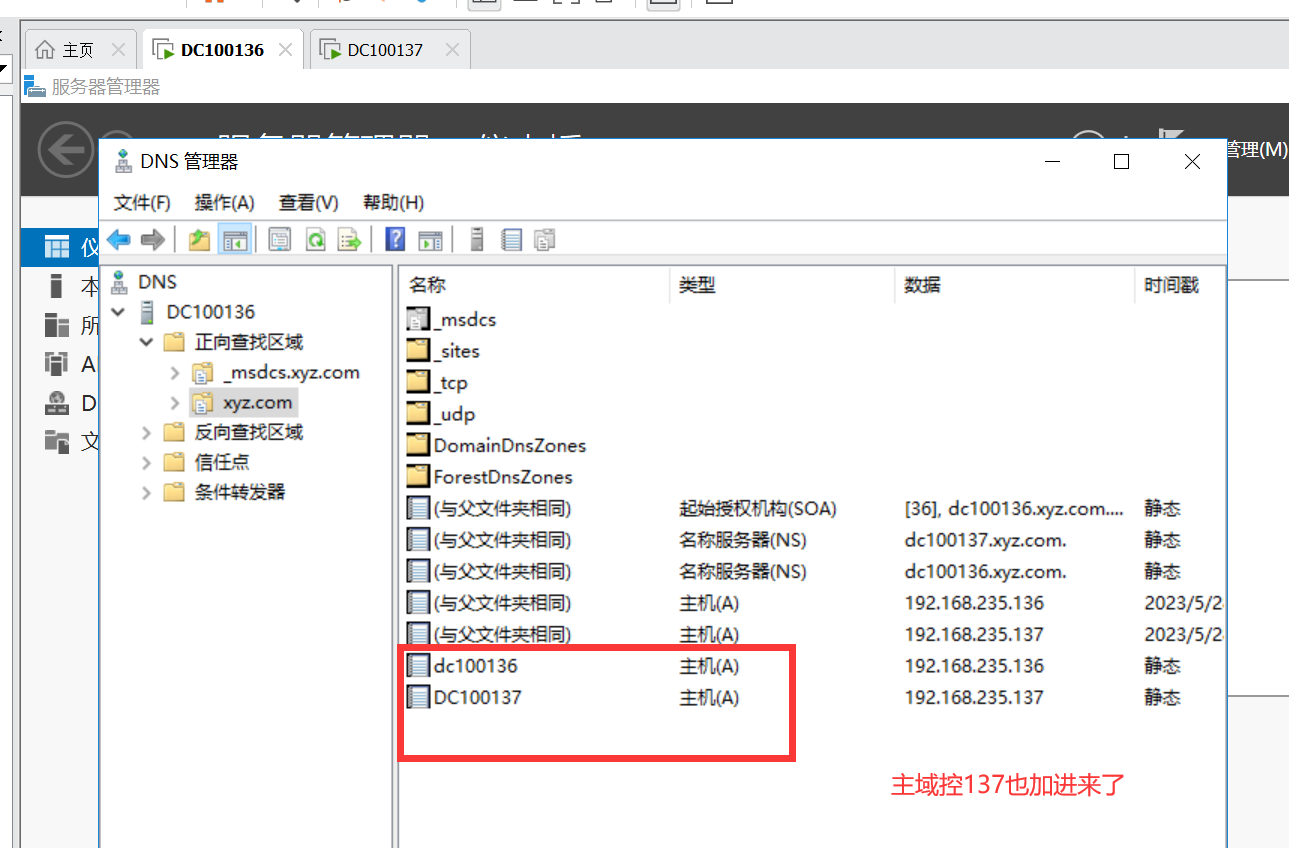 主页
DC100136
DC100137
服务器管理器
管理(M)
DNS 管理器
文件(F) 操作(A) 查看(V) 帮助(H)
DNS
DC100136
正向查找区域
_msdcs.xyz.com
xyz.com
反向查找区域
信任点
条件转发器
名称 类型 数据 时间戳
_msdcs
_sites
_tcp
_udp
DomainDnsZones
ForestDnsZones
(与父文件夹相同) 起始授权机构(SOA) [36], dc100136.xyz.com.... 静态
(与父文件夹相同) 名称服务器(NS) dc100137.xyz.com. 静态
(与父文件夹相同) 名称服务器(NS) dc100136.xyz.com. 静态
(与父文件夹相同) 主机(A) 192.168.235.136 2023/5/2
(与父文件夹相同) 主机(A) 192.168.235.137 2023/5/2
dc100136 主机(A) 192.168.235.136 静态
DC100137 主机(A) 192.168.235.137 静态
主域控137也加进来了
仪
本
所
A
D
文